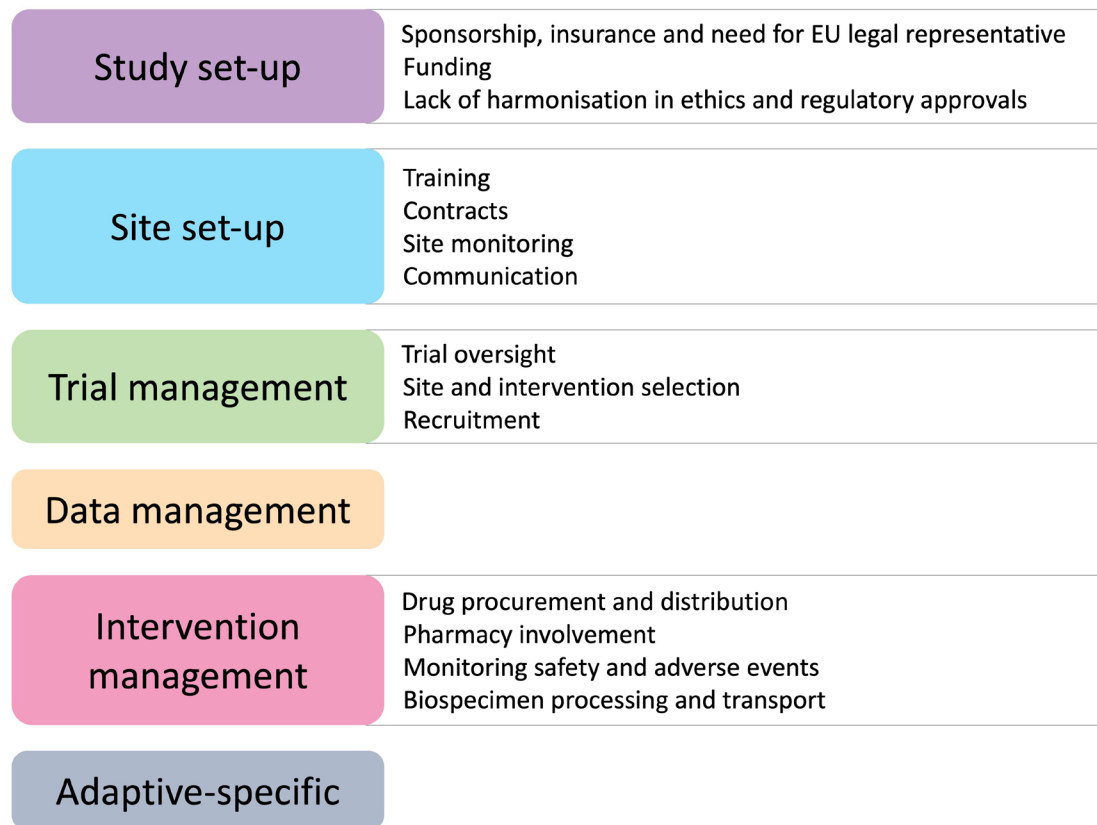 Study set-up
Sponsorship, insurance and need for EU legal representative
Funding
Lack of harmonisation in ethics and regulatory approvals
Site set-up
Training
Contracts
Site monitoring
Communication
Trial management
Trial oversight
Site and intervention selection
Recruitment
Data management
Intervention
management
Drug procurement and distribution
Pharmacy involvement
Monitoring safety and adverse events
Biospecimen processing and transport
Adaptive-specific